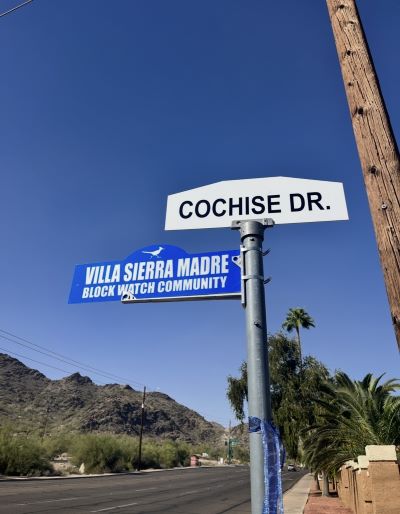 COCHISE DR.
VILLA SIERRA MADRE
BLOCK WATCH COMMUNITY